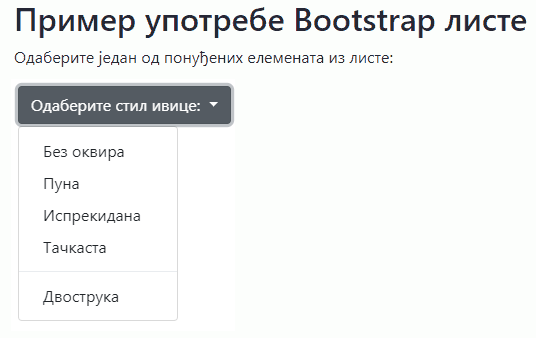 Пример употребе Bootstrap листе
Одаберите један од понуђених елемената из листе:
Одаберите стил ивице:
Без оквира
Пуна
Испрекидана
Тачкаста
Двострука